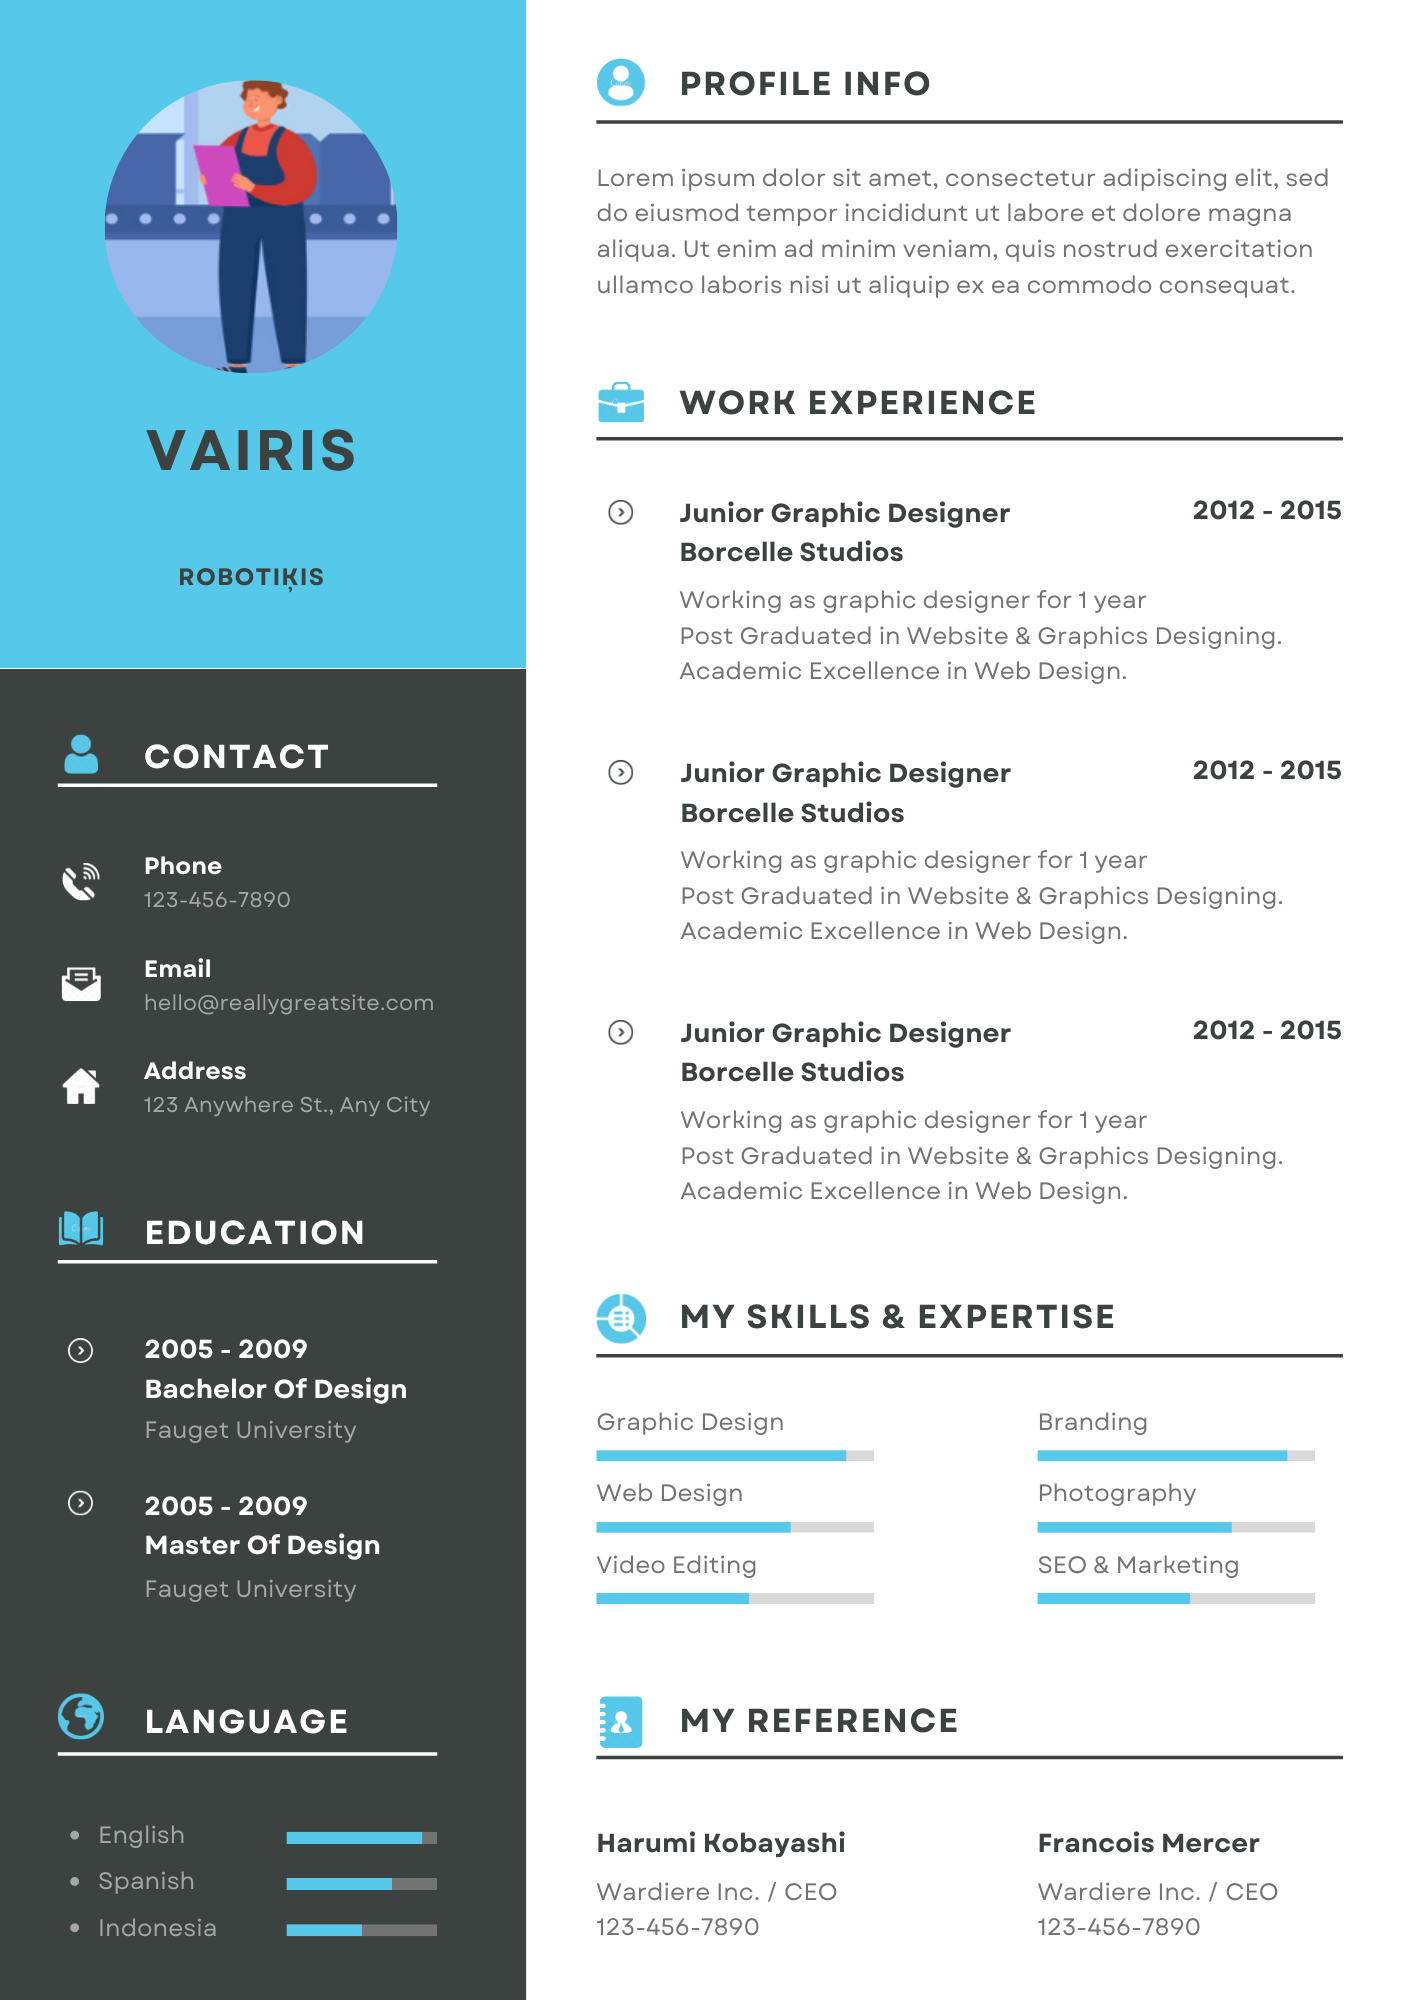 VAIRIS
ROBOTIĶIS
CONTACT
Phone
123-456-7890
Email
hello@reallygreatsite.com
Address
123 Anywhere St., Any City
EDUCATION
2005 - 2009
Bachelor Of Design
Fauget University
2005 - 2009
Master Of Design
Fauget University
LANGUAGE
• English
• Spanish
• Indonesia
PROFILE INFO
Lorem ipsum dolor sit amet, consectetur adipiscing elit, sed
do eiusmod tempor incididunt ut labore et dolore magna
aliqua. Ut enim ad minim veniam, quis nostrud exercitation
ullamco laboris nisi ut aliquip ex ea commodo consequat.
WORK EXPERIENCE
Junior Graphic Designer 2012 - 2015
Borcelle Studios
Working as graphic designer for 1 year
Post Graduated in Website & Graphics Designing.
Academic Excellence in Web Design.
Junior Graphic Designer 2012 - 2015
Borcelle Studios
Working as graphic designer for 1 year
Post Graduated in Website & Graphics Designing.
Academic Excellence in Web Design.
Junior Graphic Designer 2012 - 2015
Borcelle Studios
Working as graphic designer for 1 year
Post Graduated in Website & Graphics Designing.
Academic Excellence in Web Design.
MY SKILLS & EXPERTISE
Graphic Design
Web Design
Video Editing
Branding
Photography
SEO & Marketing
MY REFERENCE
Harumi Kobayashi
Wardiere Inc. / CEO
123-456-7890
Francois Mercer
Wardiere Inc. / CEO
123-456-7890